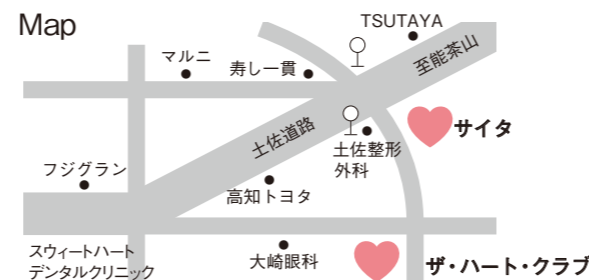 Map
TSUTAYA
至能茶山
マルニ
寿し一貫
サイタ
土佐道路
土佐整形
外科
フジグラン
高知トヨタ
スウィートハート
デンタルクリニック
大崎眼科
ザ・ハート・クラブ